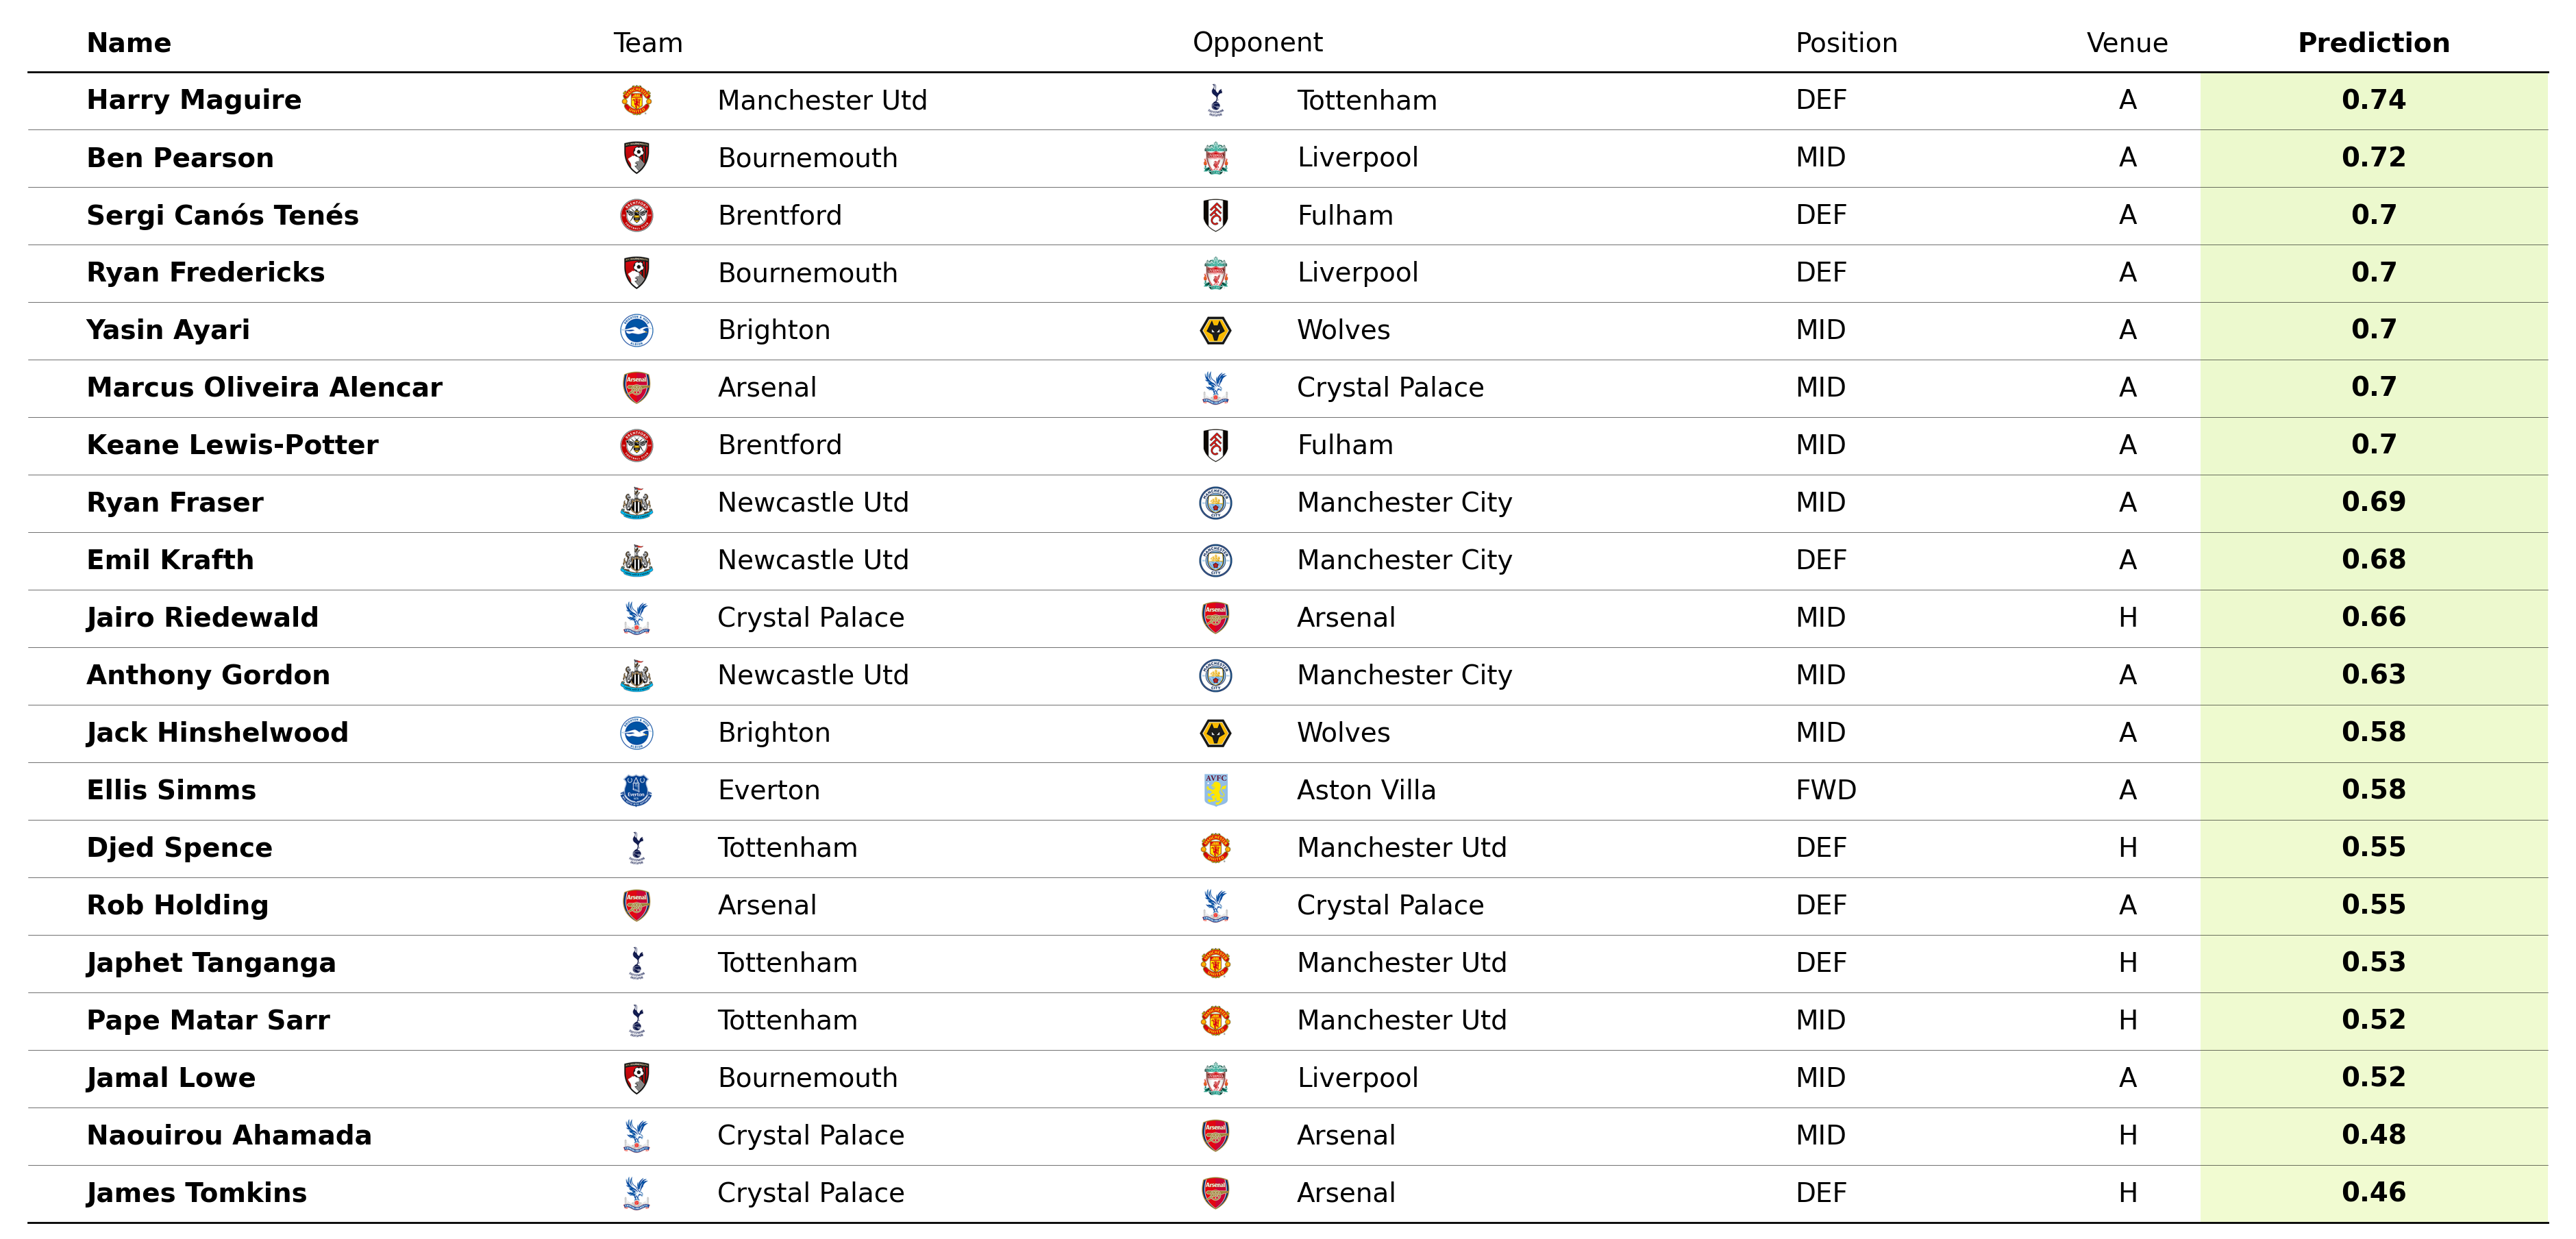 Name Team Opponent Position Venue Prediction
Harry Maguire Manchester Utd Tottenham DEF A 0.74
Ben Pearson Bournemouth Liverpool MID A 0.72
Sergi Canós Tenés Brentford Fulham DEF A 0.7
Ryan Fredericks Bournemouth Liverpool DEF A 0.7
Yasin Ayari Brighton Wolves MID A 0.7
Marcus Oliveira Alencar Arsenal Crystal Palace MID A 0.7
Keane Lewis-Potter Brentford Fulham MID A 0.7
Ryan Fraser Newcastle Utd Manchester City MID A 0.69
Emil Krafth Newcastle Utd Manchester City DEF A 0.68
Jairo Riedewald Crystal Palace Arsenal MID H 0.66
Anthony Gordon Newcastle Utd Manchester City MID A 0.63
Jack Hinshelwood Brighton Wolves MID A 0.58
Ellis Simms Everton Aston Villa FWD A 0.58
Djed Spence Tottenham Manchester Utd DEF H 0.55
Rob Holding Arsenal Crystal Palace DEF A 0.55
Japhet Tanganga Tottenham Manchester Utd DEF H 0.53
Pape Matar Sarr Tottenham Manchester Utd MID H 0.52
Jamal Lowe Bournemouth Liverpool MID A 0.52
Naouirou Ahamada Crystal Palace Arsenal MID H 0.48
James Tomkins Crystal Palace Arsenal DEF H 0.46